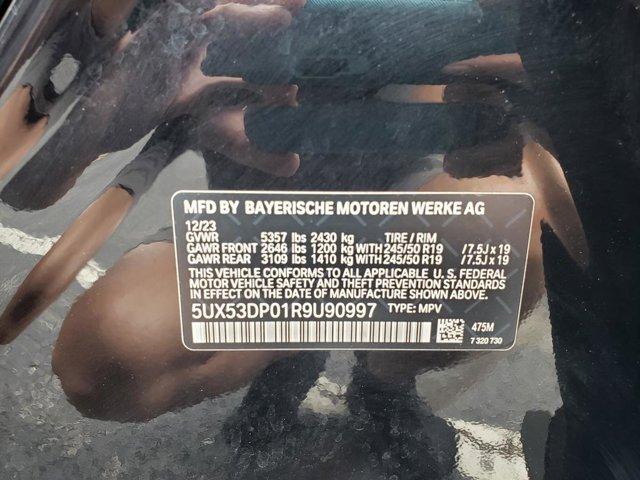 MFD BY BAYERISCHE MOTOREN WERKE AG
12/23
GVWR 5357 lbs 2430 kg TIRE / RIM
GAWR FRONT 2646 lbs 1200 kg WITH 245/50 R19 /7.5J x 19
GAWR REAR 3109 lbs 1410 kg WITH 245/50 R19 /7.5J x 19
THIS VEHICLE CONFORMS TO ALL APPLICABLE U. S. FEDERAL
MOTOR VEHICLE SAFETY AND THEFT PREVENTION STANDARDS
IN EFFECT ON THE DATE OF MANUFACTURE SHOWN ABOVE.
5UX53DP01R9U90997 TYPE: MPV
475M
7 320 730